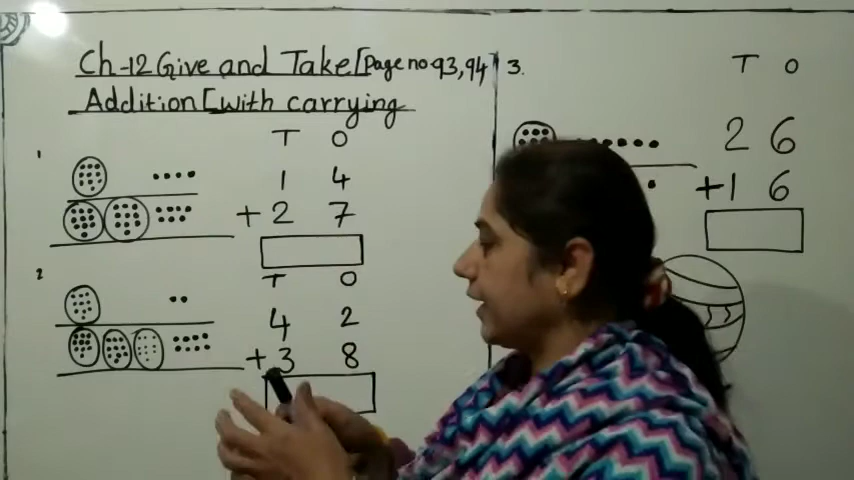 Ch-12 Give and Take [Page no 93,94]
Addition [with carrying
1
T O
1 4
+ 2 7
2
T O
4 2
+ 3 8
3.
T O
2 6
+ 1 6